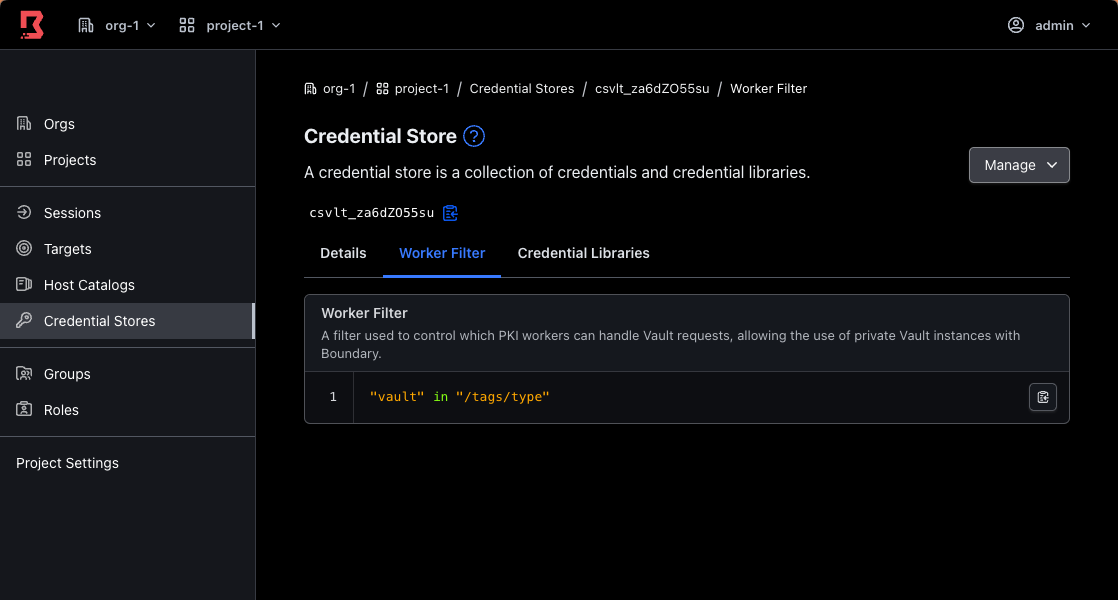 org-1
project-1
admin
Orgs
Projects
Sessions
Targets
Host Catalogs
Credential Stores
Groups
Roles
Project Settings
org-1 / project-1 / Credential Stores / csvlt_za6dZO55su / Worker Filter
Credential Store ?
A credential store is a collection of credentials and credential libraries.
Manage
csvlt_za6dZO55su
Details Worker Filter Credential Libraries
Worker Filter
A filter used to control which PKI workers can handle Vault requests, allowing the use of private Vault instances with
Boundary.
1 "vault" in "/tags/type"